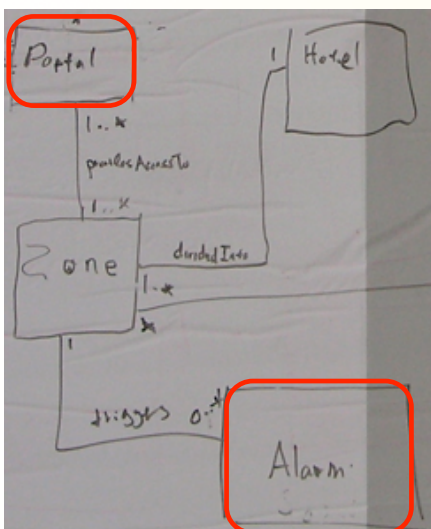 *
Portal
1 Hotel
1..*
providesAccessTo
1..*
Zone
dividedInto
1..*
*
1
triggers 0..*
Alarm